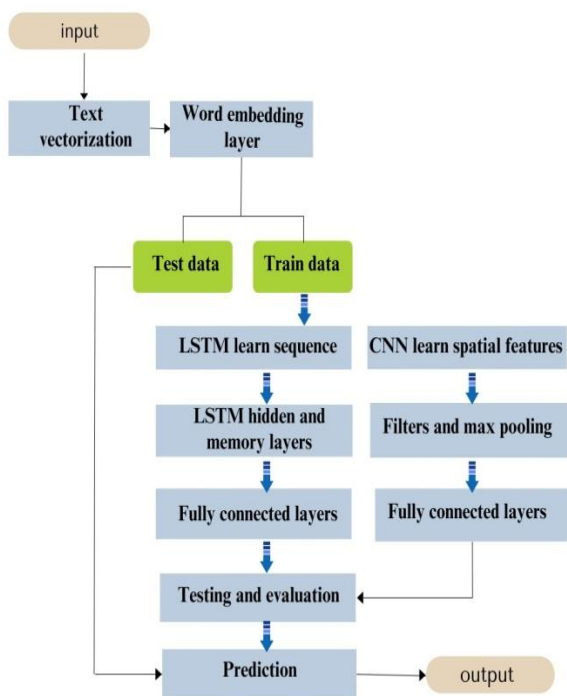 input
Text
vectorization
Word embedding
layer
Test data
Train data
LSTM learn sequence
CNN learn spatial features
LSTM hidden and
memory layers
Filters and max pooling
Fully connected layers
Fully connected layers
Testing and evaluation
Prediction
output